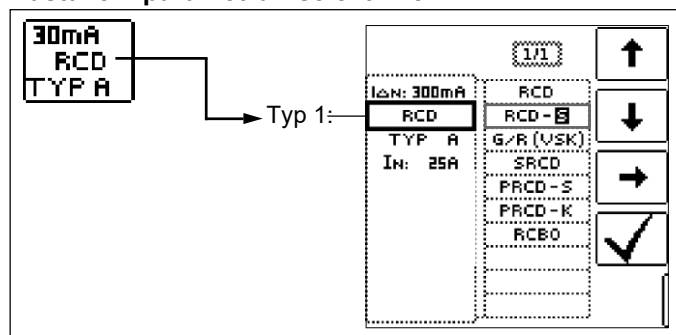 30mA
RCD
TYP A
Typ 1:
1/1
I∆N: 300mA
RCD
TYP A
IN: 25A
RCD
RCD - S
G/R (VSK)
SRCD
PRCD - S
PRCD - K
RCBO